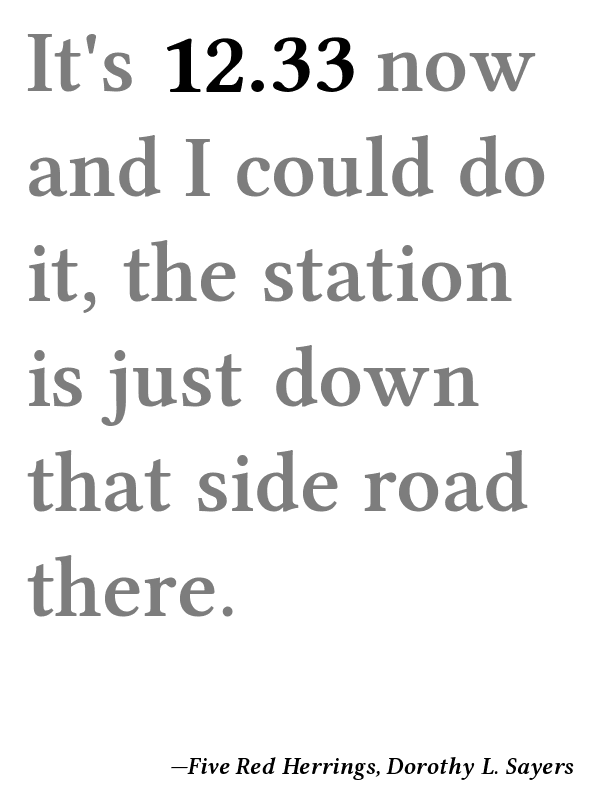 It's 12.33 now
and I could do
it, the station
is just down
that side road
there.
—Five Red Herrings, Dorothy L. Sayers